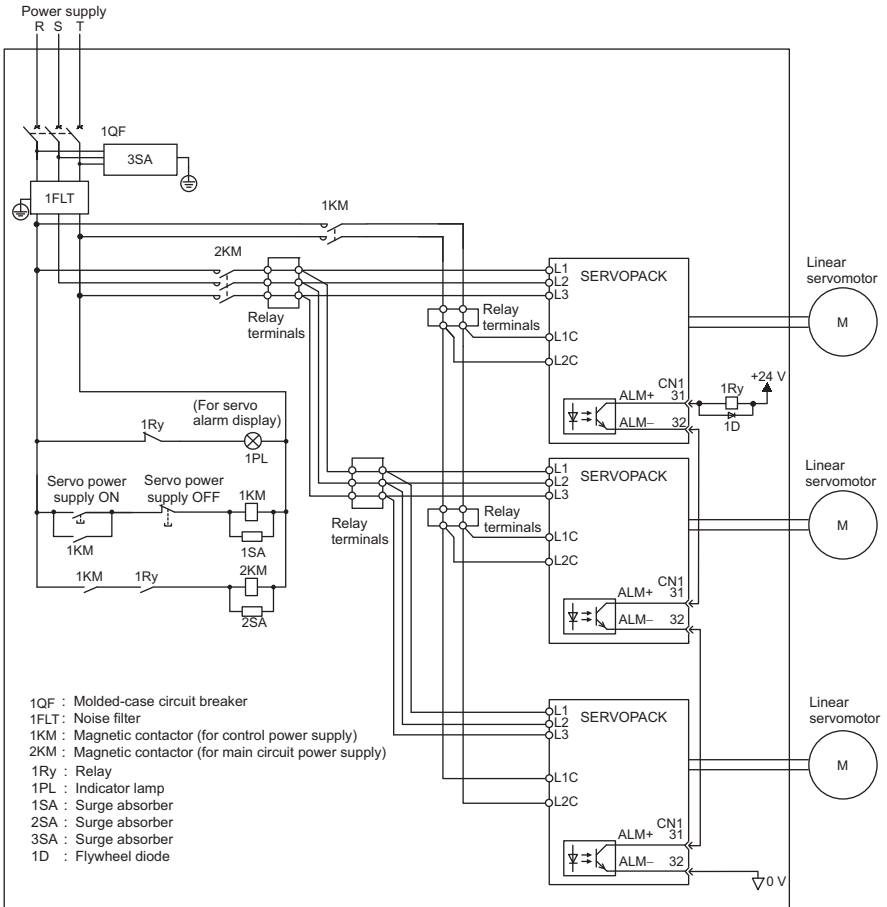 Power supply
R S T
1QF
3SA
1FLT
1KM
2KM
Relay
terminals
Relay
terminals
L1
L2
L3
L1C
L2C
SERVOPACK
Linear
servomotor
M
CN1
ALM+ 31
ALM− 32
1Ry
+24 V
1D
(For servo
alarm display)
1Ry
1PL
Servo power
supply ON
Servo power
supply OFF
1KM
1KM
1SA
1KM
1Ry
2KM
2SA
Relay
terminals
Relay
terminals
L1
L2
L3
L1C
L2C
SERVOPACK
Linear
servomotor
M
CN1
ALM+ 31
ALM− 32
L1
L2
L3
L1C
L2C
SERVOPACK
Linear
servomotor
M
CN1
ALM+ 31
ALM− 32
0 V
1QF : Molded-case circuit breaker
1FLT : Noise filter
1KM : Magnetic contactor (for control power supply)
2KM : Magnetic contactor (for main circuit power supply)
1Ry : Relay
1PL : Indicator lamp
1SA : Surge absorber
2SA : Surge absorber
3SA : Surge absorber
1D : Flywheel diode